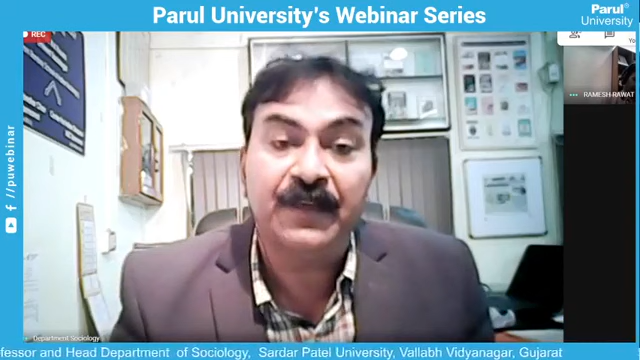 Parul University's Webinar Series
Parul®
University
REC
RAMESH-RAWAT
f //puwebinar
Department Sociology
fessor and Head Department of Sociology, Sardar Patel University, Vallabh Vidyanagar, Gujarat